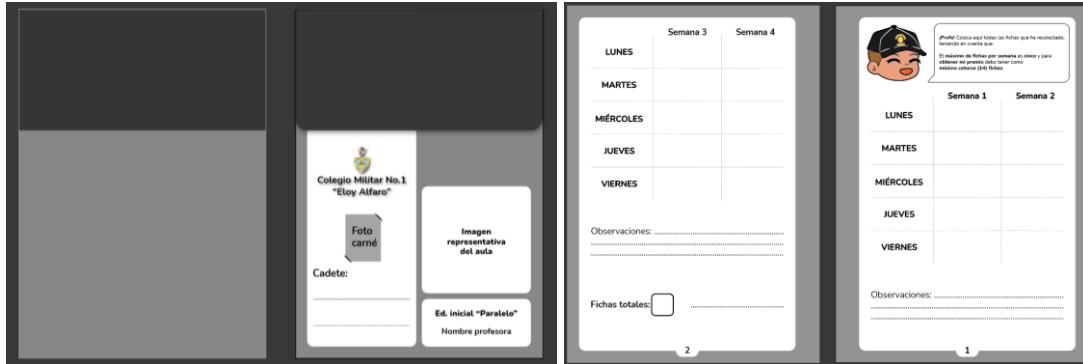 Colegio Militar No.1
"Eloy Alfaro"
Foto
carné
Cadete:
Imagen
representativa
del aula
Ed. inicial "Paralelo"
Nombre profesora
Semana 3 Semana 4
LUNES
MARTES
MIÉRCOLES
JUEVES
VIERNES
Observaciones:
Fichas totales:
2
¡Profe! Coloca aquí todas las fichas que he recolectado,
teniendo en cuenta que:
El máximo de fichas por semana es cinco y para
obtener mi premio debo tener como
mínimo catorce (14) fichas.
Semana 1 Semana 2
LUNES
MARTES
MIÉRCOLES
JUEVES
VIERNES
Observaciones:
1